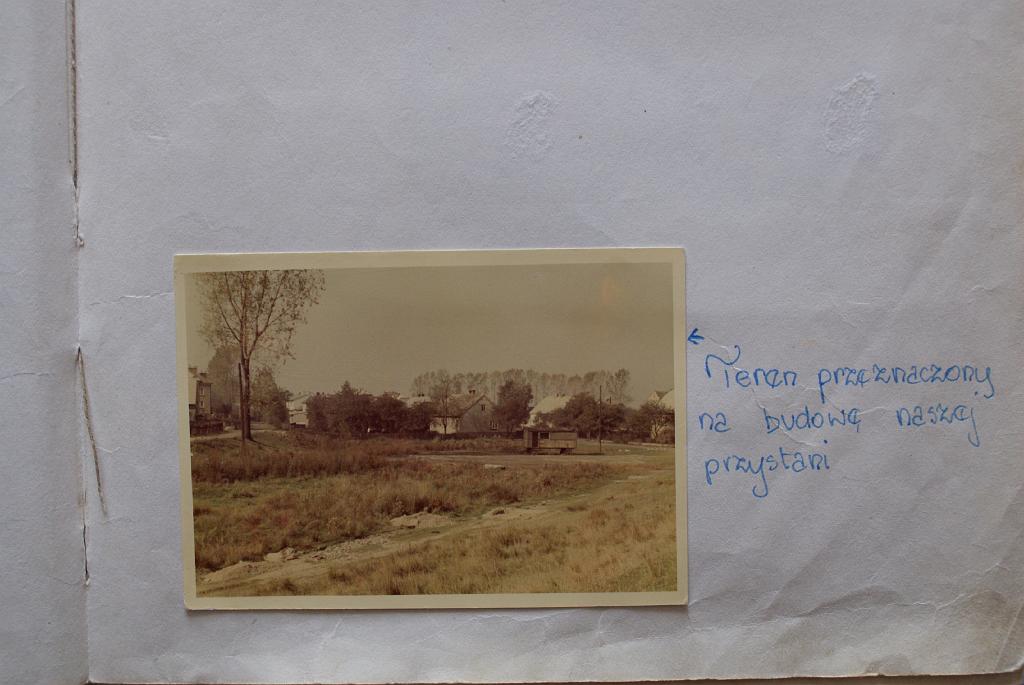 Teren przeznaczony
na budowę naszej
przystani